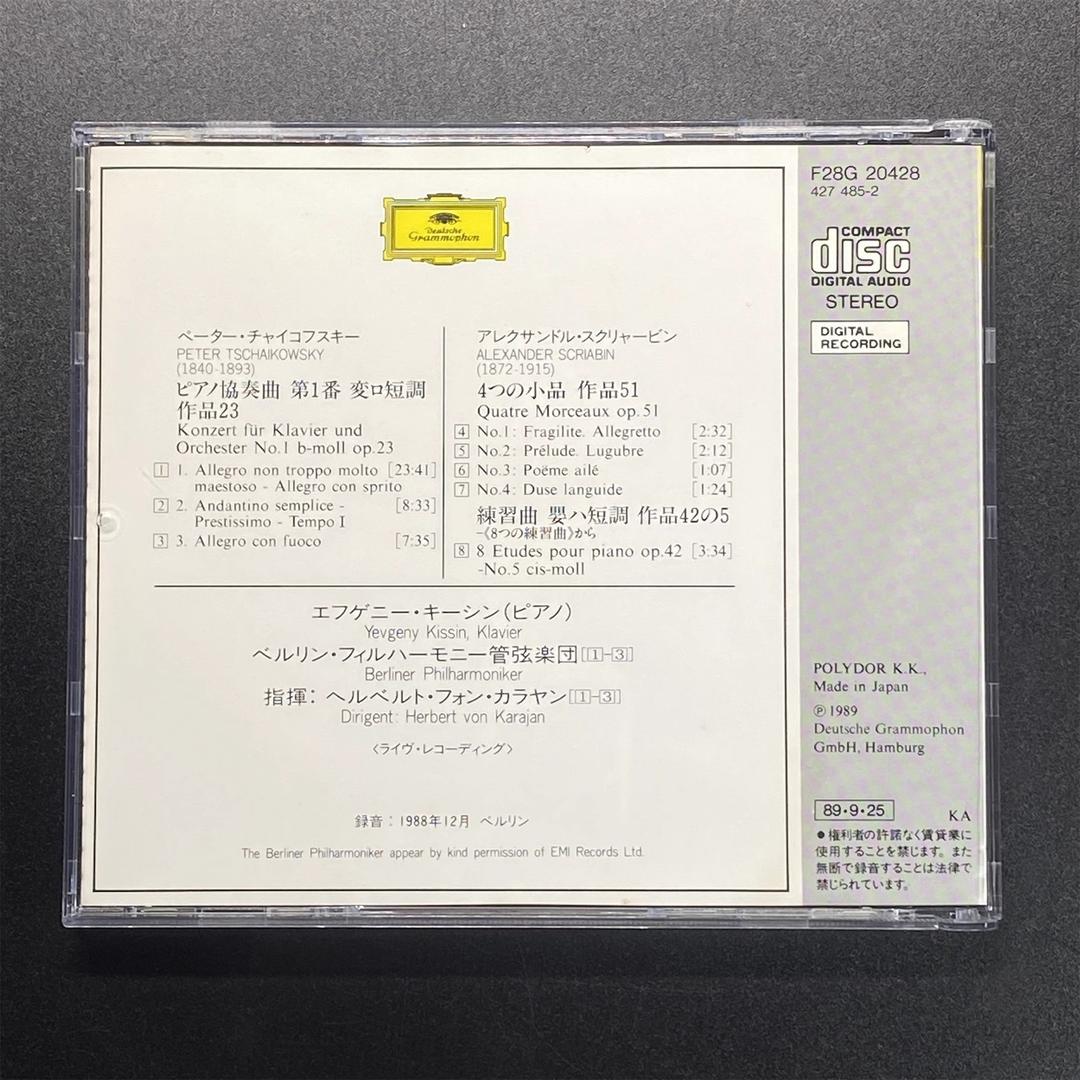 Deutsche
Grammophon
ペーター・チャイコフスキー
PETER TSCHAIKOWSKY
(1840-1893)
ピアノ協奏曲 第1番 変ロ短調
作品23
Konzert für Klavier und
Orchester No.1 b-moll op.23
1 1. Allegro non troppo molto [23:41]
maestoso - Allegro con sprito
2 2. Andantino semplice - [8:33]
Prestissimo - Tempo I
3 3. Allegro con fuoco [7:35]
アレクサンドル・スクリャービン
ALEXANDER SCRIABIN
(1872-1915)
4つの小品 作品51
Quatre Morceaux op.51
4 No.1: Fragilite. Allegretto [2:32]
5 No.2: Prélude. Lugubre [2:12]
6 No.3: Poëme ailé [1:07]
7 No.4: Duse languide [1:24]
練習曲 嬰ハ短調 作品42の5
-《8つの練習曲》から
8 8 Etudes pour piano op.42 [3:34]
-No.5 cis-moll
エフゲニー・キーシン(ピアノ)
Yevgeny Kissin, Klavier
ベルリン・フィルハーモニー管弦楽団[1-3]
Berliner Philharmoniker
指揮: ヘルベルト・フォン・カラヤン[1-3]
Dirigent: Herbert von Karajan
〈ライヴ・レコーディング〉
録音:1988年12月 ベルリン
The Berliner Philharmoniker appear by kind permission of EMI Records Ltd.
F28G 20428
427 485-2
COMPACT
disc
DIGITAL AUDIO
STEREO
DIGITAL
RECORDING
POLYDOR K.K.,
Made in Japan
℗ 1989
Deutsche Grammophon
GmbH, Hamburg
89・9・25
KA
●権利者の許諾なく賃貸業に
使用することを禁じます。また
無断で録音することは法律で
禁じられています。